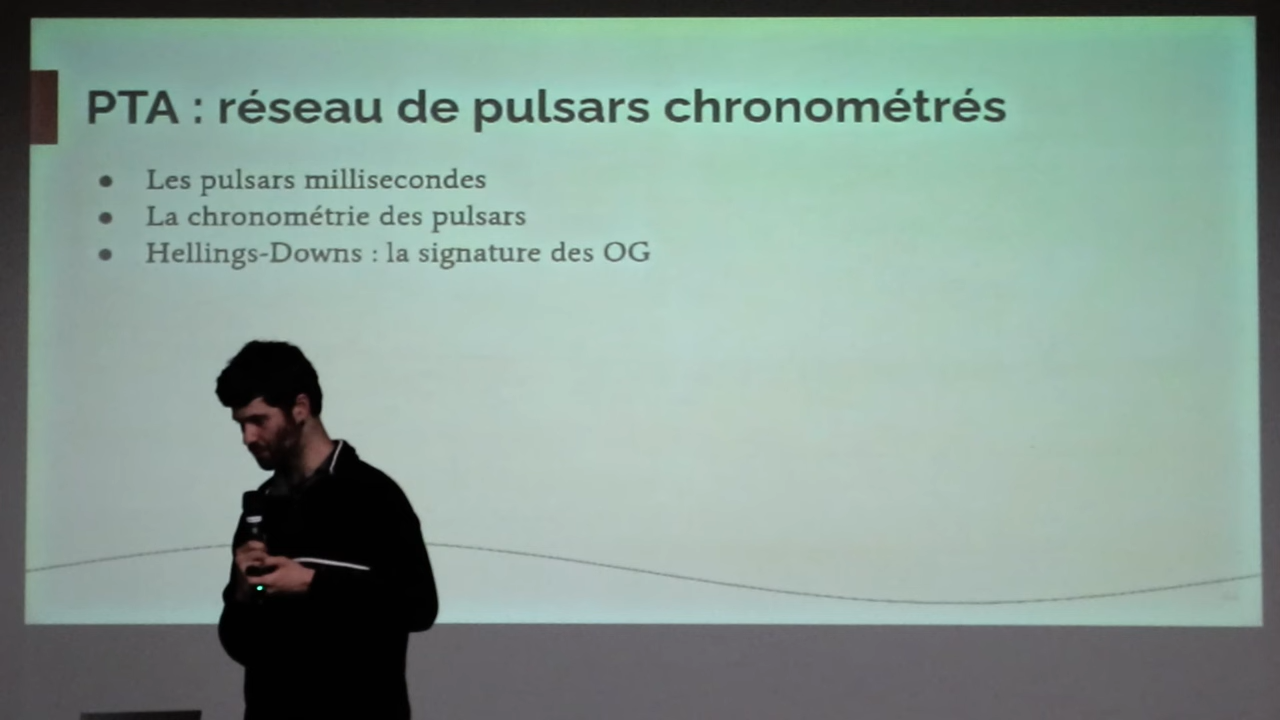 PTA : réseau de pulsars chronométrés
● Les pulsars millisecondes
● La chronométrie des pulsars
● Hellings-Downs : la signature des OG